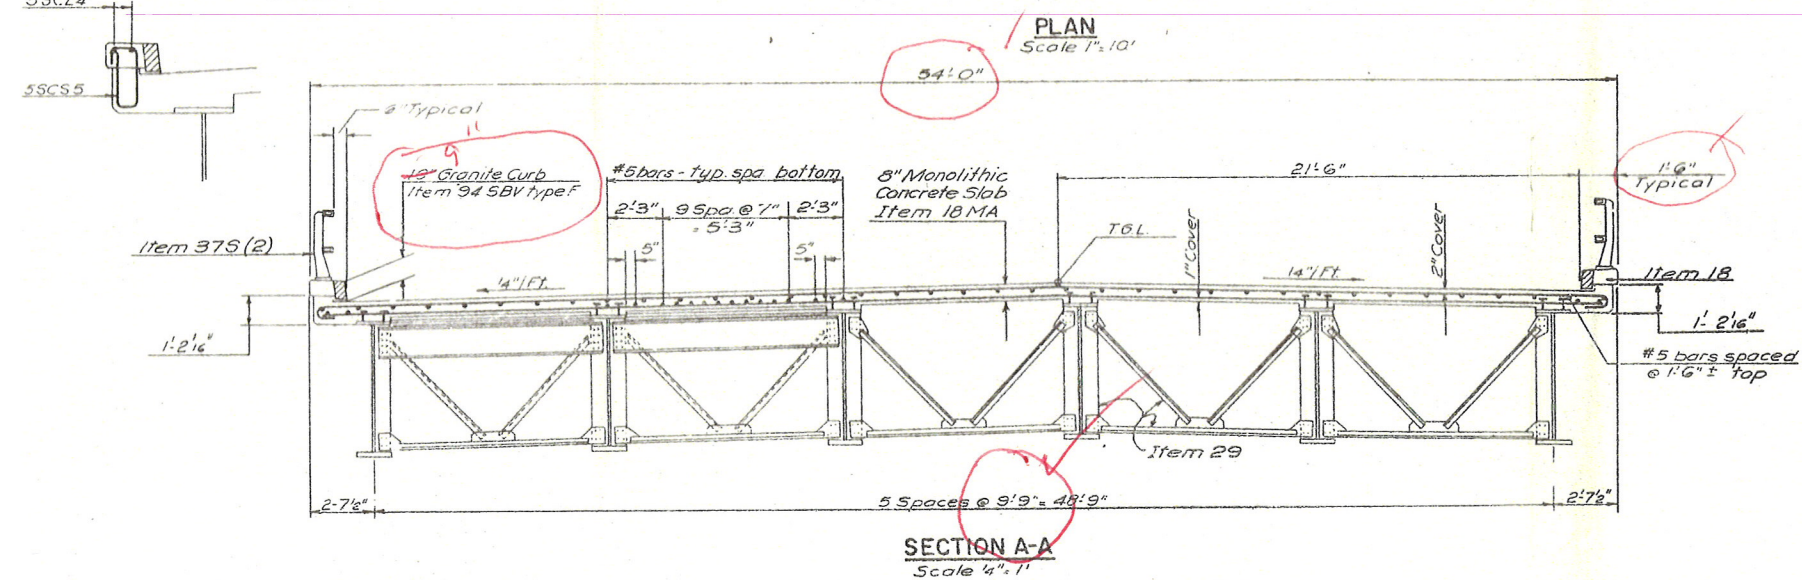 5SCL4
PLAN
Scale 1"=10'
54'-0"
5SCS5
6" Typical
9"
18" Granite Curb
Item 94 SBV type F
#5 bars - typ. spa. bottom
8" Monolithic
Concrete Slab
Item 18 MA
21'-6"
1'-6"
Typical
2'-3"
9 Spa. @ 7"
= 5'-3"
2'-3"
5"
5"
T.G.L.
1" Cover
2" Cover
Item 37S (2)
1/4"/Ft.
1/4"/Ft.
Item 18
1'-2 1/16"
1'-2 1/16"
#5 bars spaced
@ 1'-6" ± top
Item 29
2'-7 1/2"
5 Spaces @ 9'-9" = 48'-9"
2'-7 1/2"
SECTION A-A
Scale 1/4"=1'